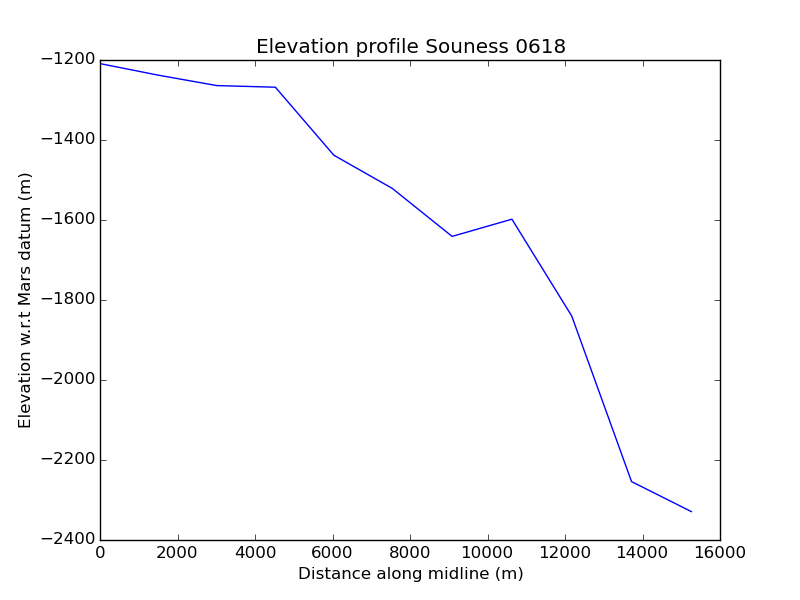 Elevation profile Souness 0618
−1200
−1400
−1600
−1800
−2000
−2200
−2400
Elevation w.r.t Mars datum (m)
0 2000 4000 6000 8000 10000 12000 14000 16000
Distance along midline (m)